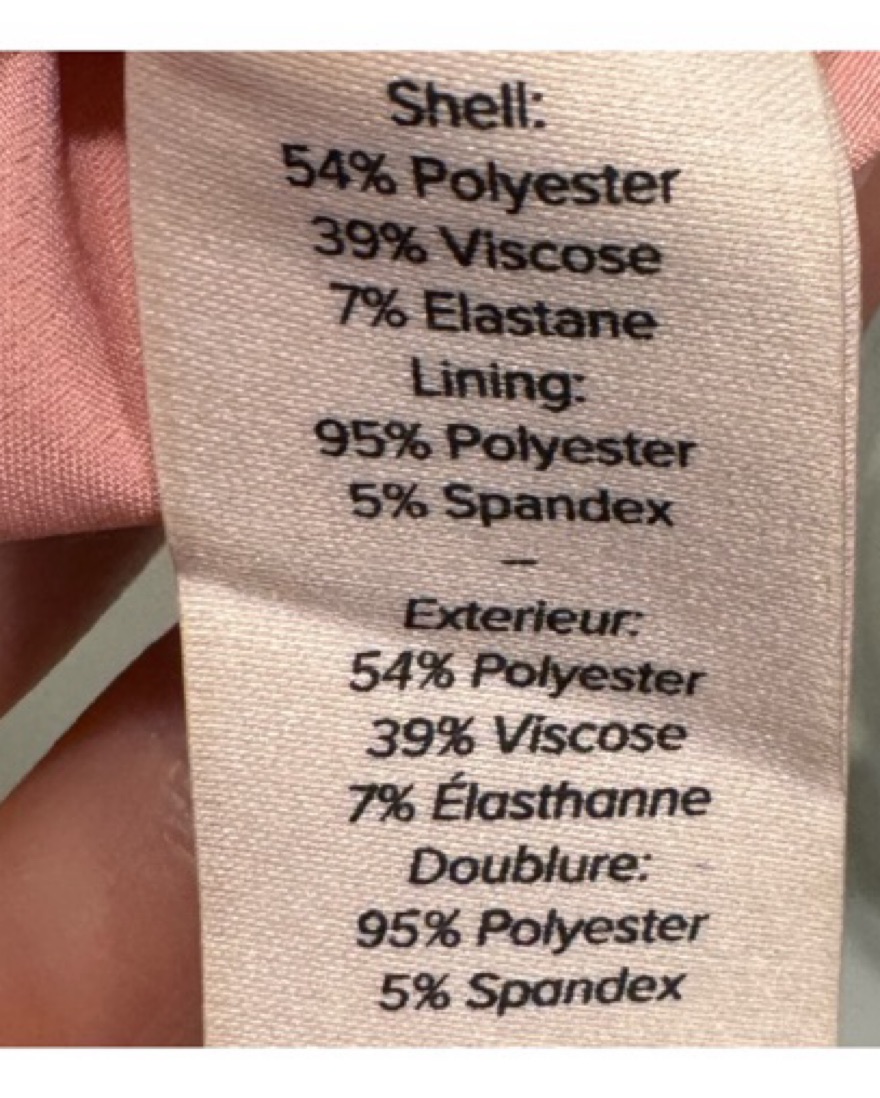 Shell:
54% Polyester
39% Viscose
7% Elastane
Lining:
95% Polyester
5% Spandex
–
Exterieur:
54% Polyester
39% Viscose
7% Élasthanne
Doublure:
95% Polyester
5% Spandex